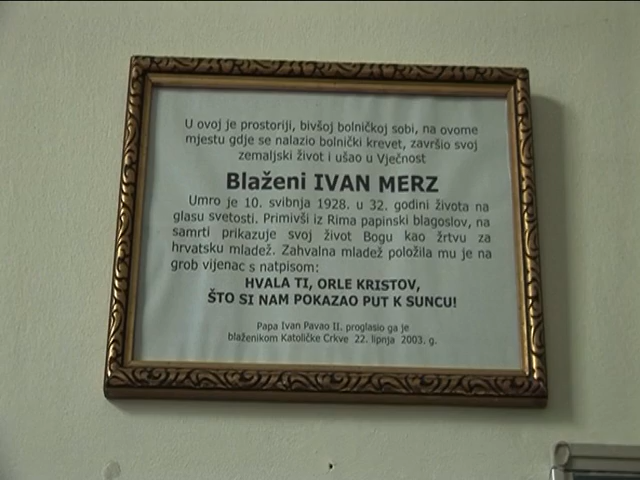 U ovoj je prostoriji, bivšoj bolničkoj sobi, na ovome
mjestu gdje se nalazio bolnički krevet, završio svoj
zemaljski život i ušao u Vječnost
Blaženi IVAN MERZ
Umro je 10. svibnja 1928. u 32. godini života na
glasu svetosti. Primivši iz Rima papinski blagoslov, na
samrti prikazuje svoj život Bogu kao žrtvu za
hrvatsku mladež. Zahvalna mladež položila mu je na
grob vijenac s natpisom:
HVALA TI, ORLE KRISTOV,
ŠTO SI NAM POKAZAO PUT K SUNCU!
Papa Ivan Pavao II. proglasio ga je
blaženikom Katoličke Crkve 22. lipnja 2003. g.